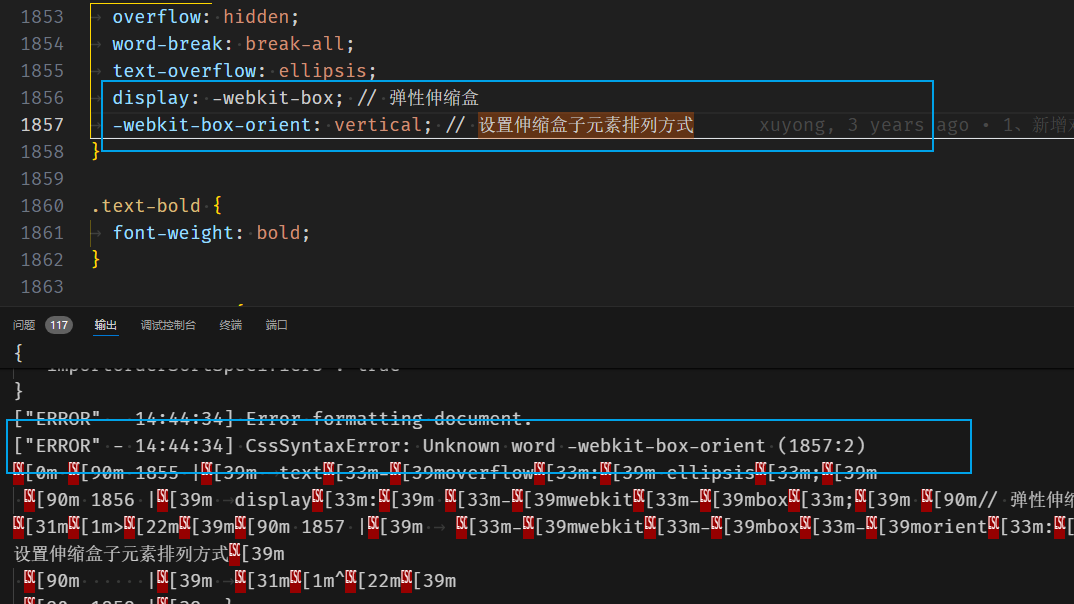 1853 overflow: hidden;
1854 word-break: break-all;
1855 text-overflow: ellipsis;
1856 display: -webkit-box; // 弹性伸缩盒
1857 -webkit-box-orient: vertical; // 设置伸缩盒子元素排列方式 xuyong, 3 years ago • 1、新增
1858 }
1859
1860 .text-bold {
1861 font-weight: bold;
1862 }
1863
问题 117 输出 调试控制台 终端 端口
{
}
["ERROR" - 14:44:34] Error formatting document.
["ERROR" - 14:44:34] CssSyntaxError: Unknown word -webkit-box-orient (1857:2)
[0m [90m 1855 |[39m text[33m-[39moverflow[33m:[39m ellipsis[33m;[39m
[90m 1856 |[39m →display[33m:[39m [33m-[39mwebkit[33m-[39mbox[33m;[39m [90m// 弹性伸缩
[31m[1m>[22m[39m[90m 1857 |[39m → [33m-[39mwebkit[33m-[39mbox[33m-[39morient[33m:[
设置伸缩盒子元素排列方式[39m
[90m |[39m →[31m[1m^[22m[39m